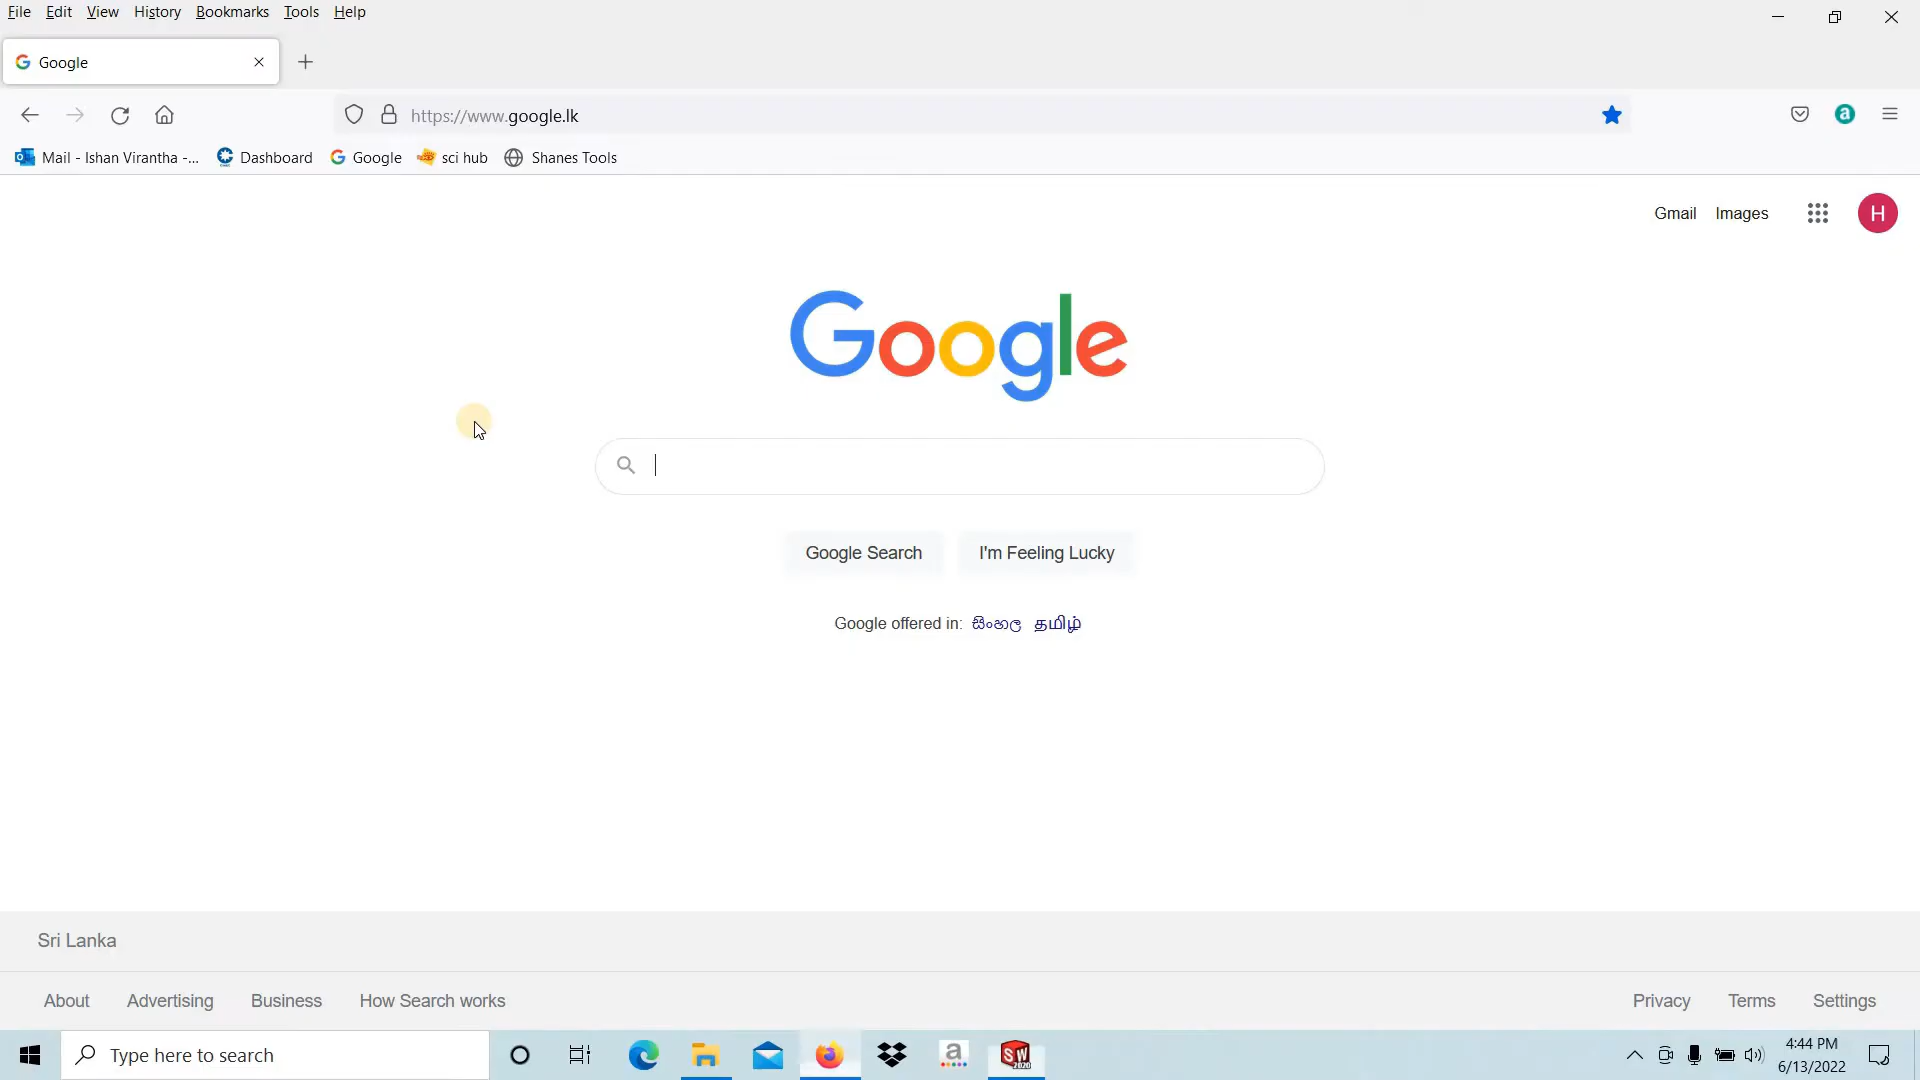 File Edit View History Bookmarks Tools Help
Google
https://www.google.lk
Mail - Ishan Virantha -... Dashboard Google sci hub Shanes Tools
Gmail Images H
Google
Google Search I'm Feeling Lucky
Google offered in: සිංහල தமிழ்
Sri Lanka
About Advertising Business How Search works Privacy Terms Settings
Type here to search
a
SW
2020
4:44 PM
6/13/2022